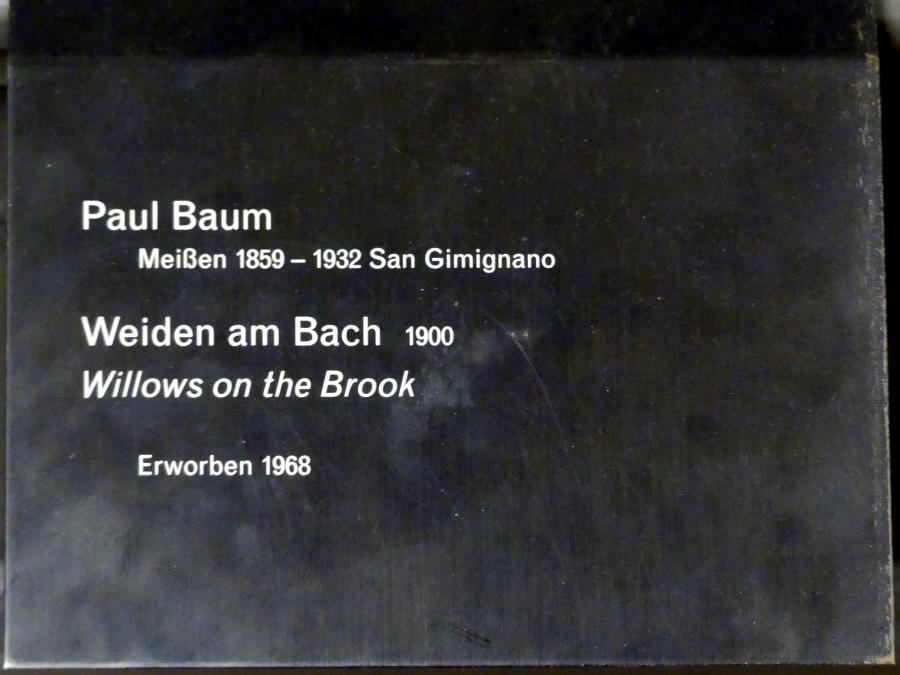 Paul Baum
Meißen 1859 – 1932 San Gimignano
Weiden am Bach 1900
Willows on the Brook
Erworben 1968